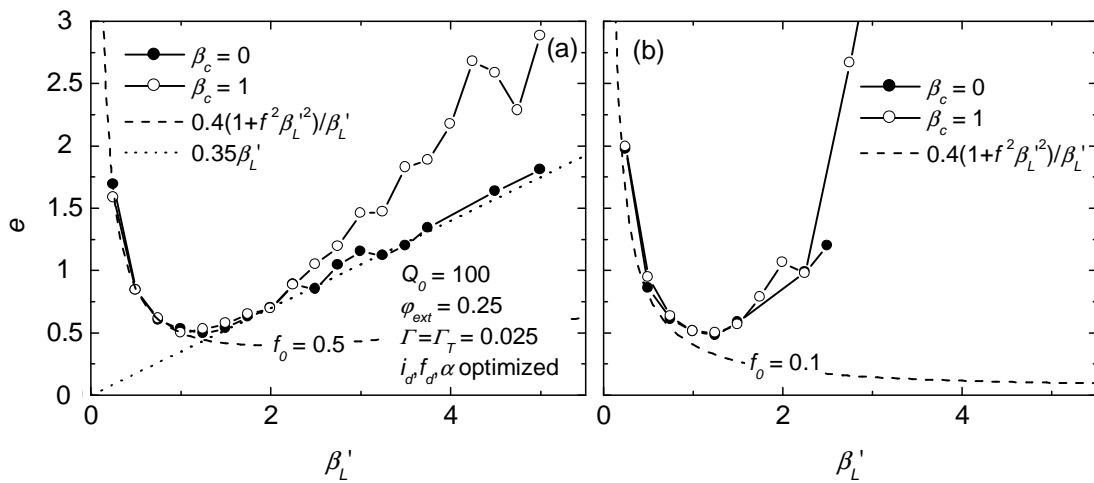 3
2.5
2
1.5
1
0.5
0
e
(a)
β_c = 0
β_c = 1
0.4(1+f²β_L'²)/β_L'
0.35β_L'
f_0 = 0.5
Q_0 = 100
φ_ext = 0.25
Γ=Γ_T = 0.025
i_d, f_d, α optimized
0 2 4
β_L'
(b)
β_c = 0
β_c = 1
0.4(1+f²β_L'²)/β_L'
f_0 = 0.1
0 2 4
β_L'